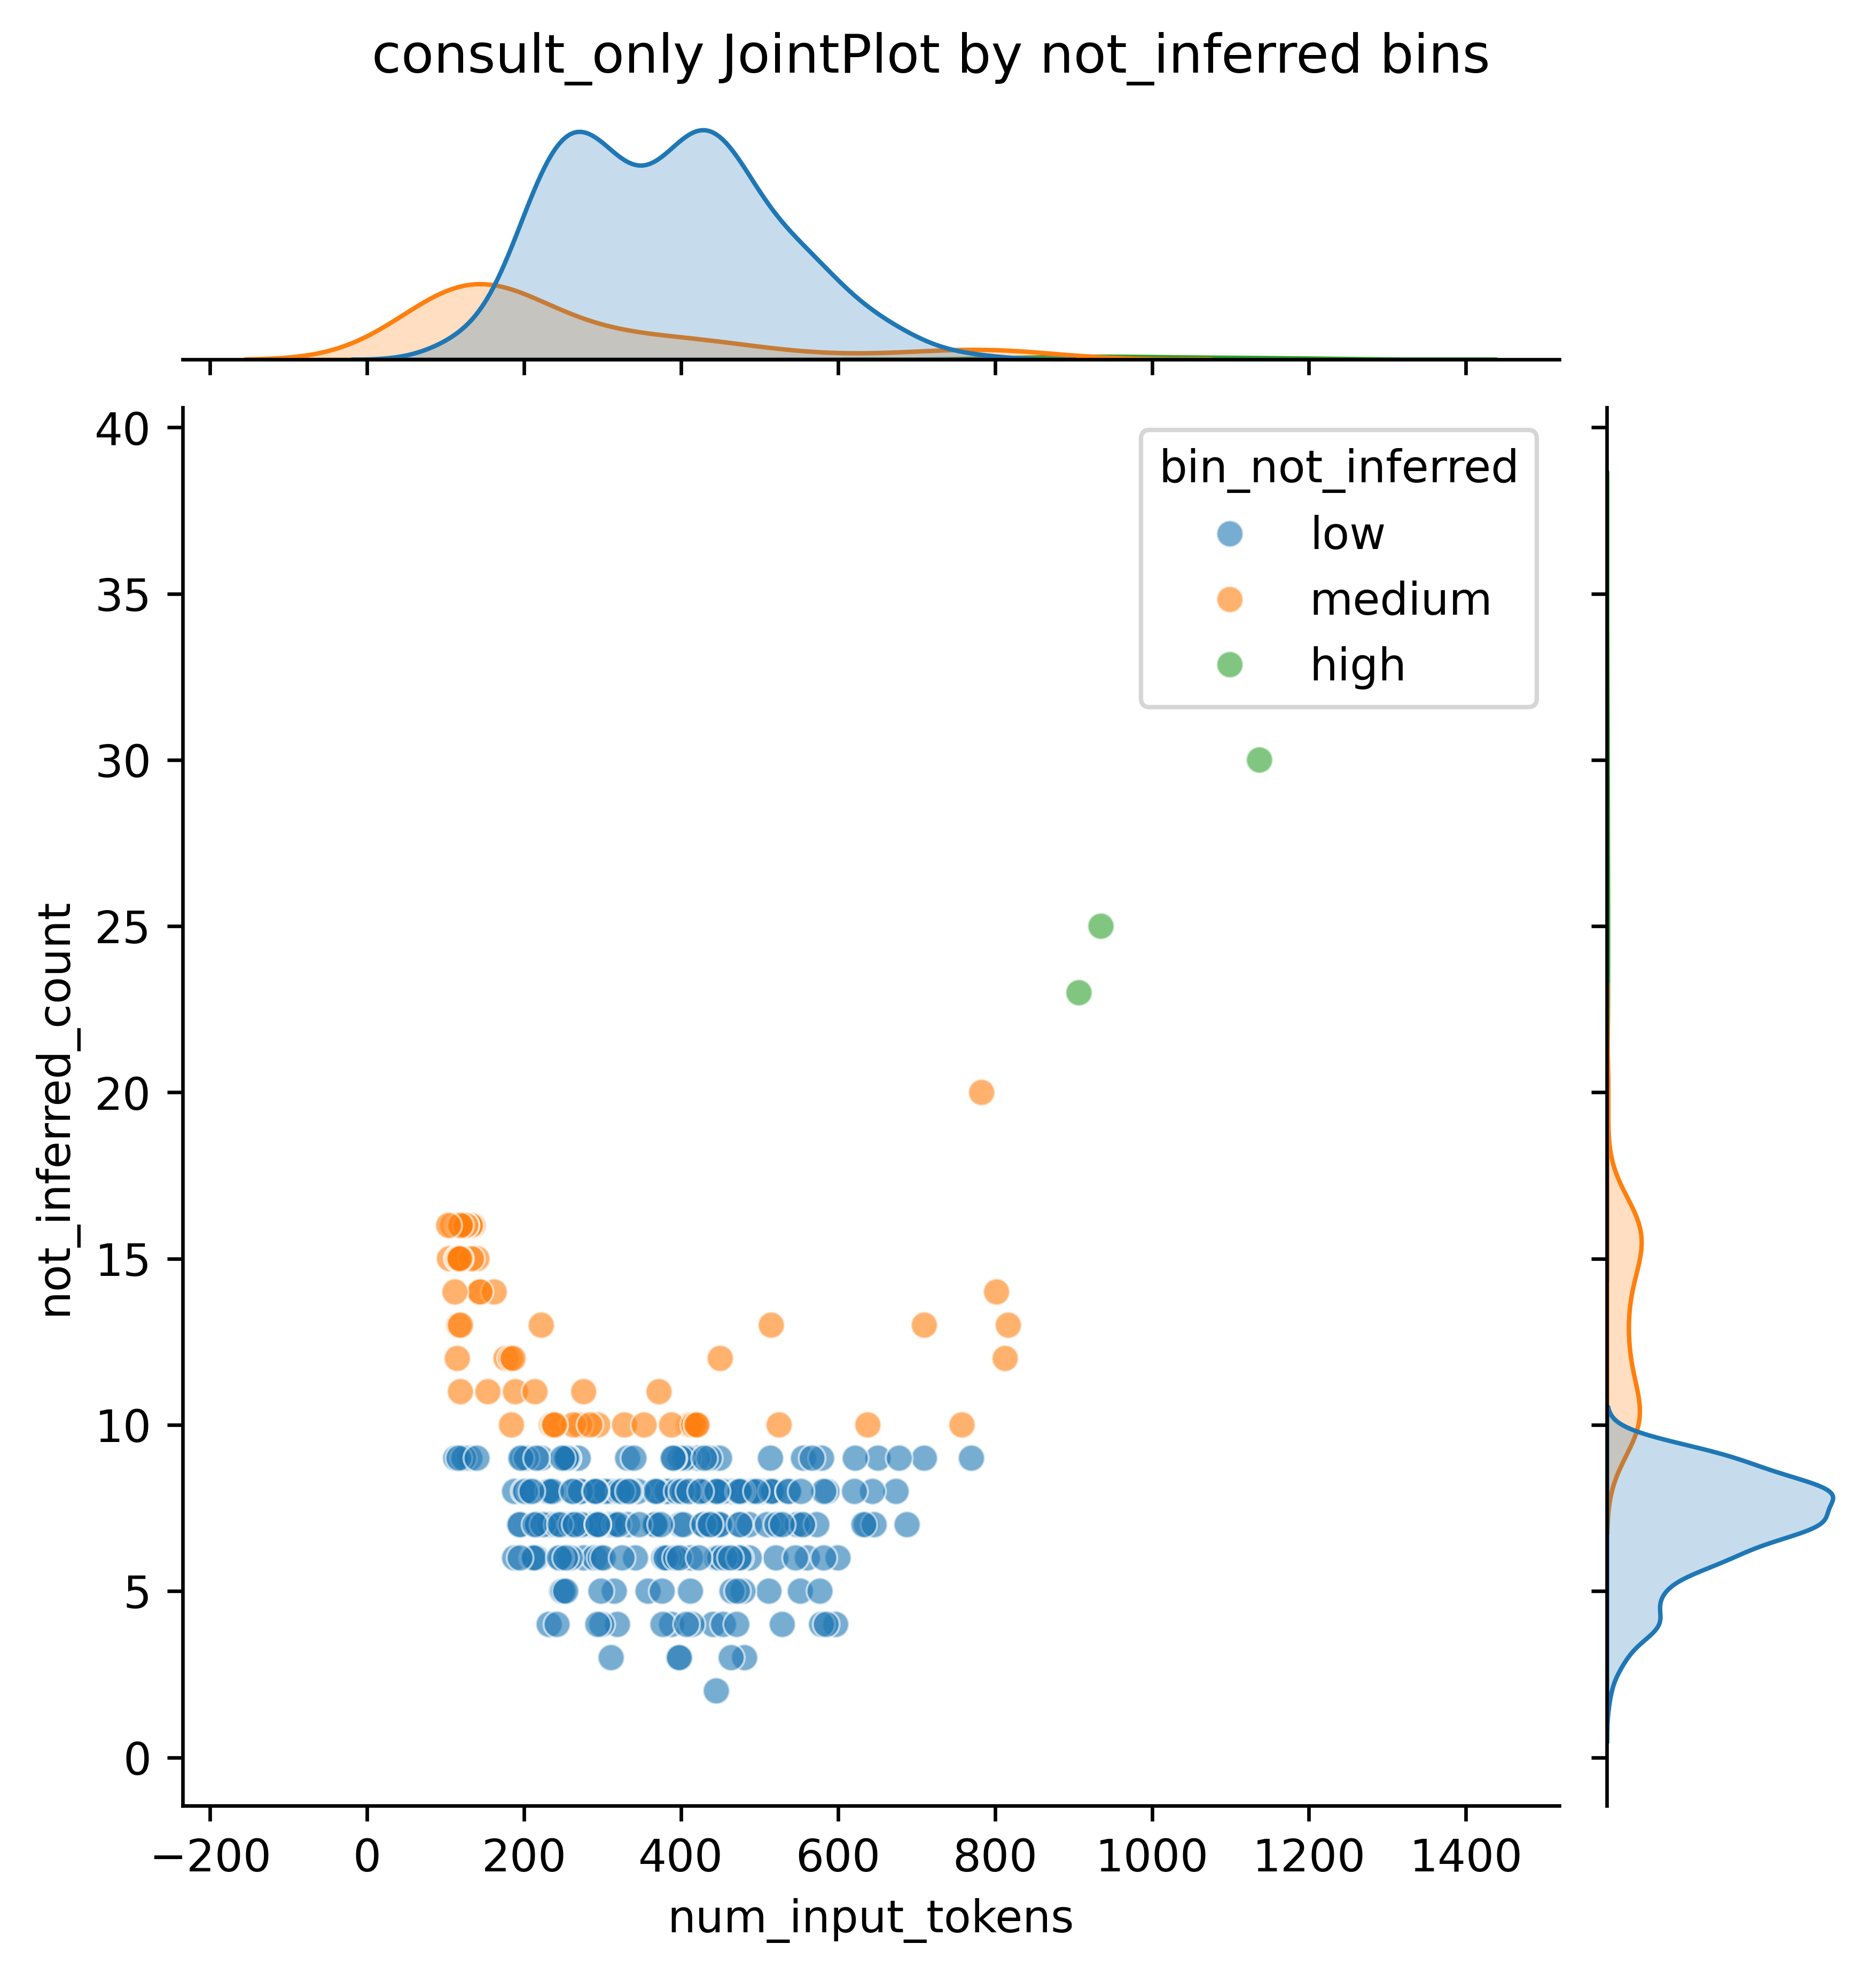 consult_only JointPlot by not_inferred bins
40
35
30
25
20
15
10
5
0
not_inferred_count
bin_not_inferred
low
medium
high
−200 0 200 400 600 800 1000 1200 1400
num_input_tokens